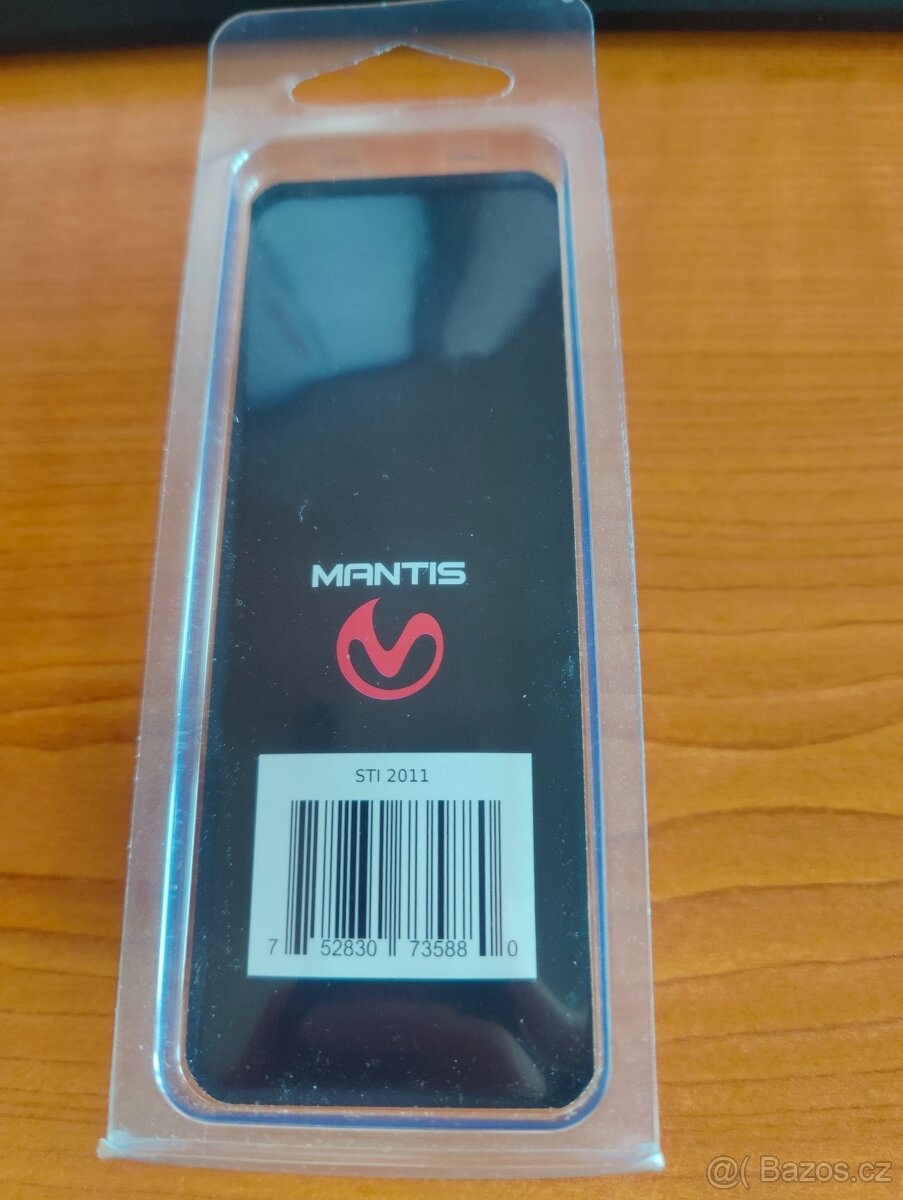 MANTIS
STI 2011
7 52830 73588 0
@( Bazos.cz